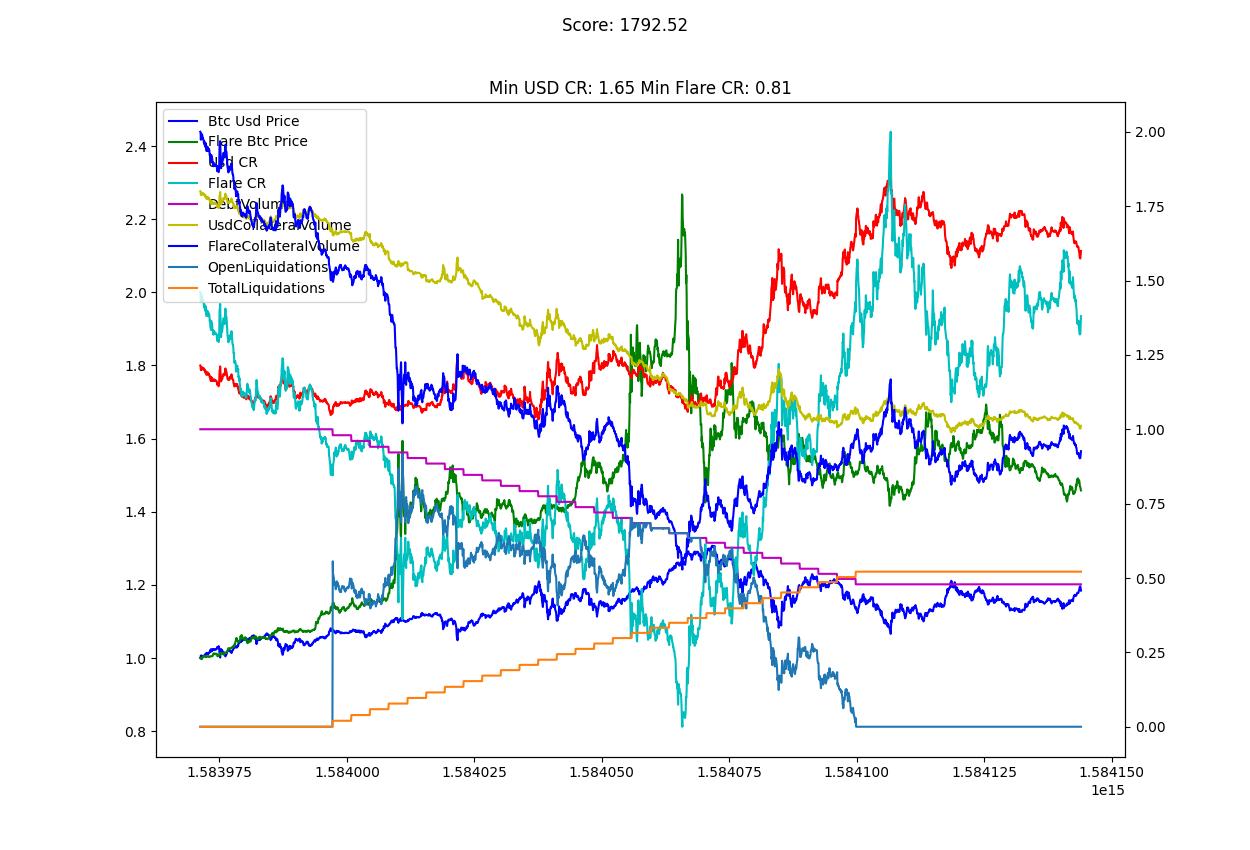 Score: 1792.52
Min USD CR: 1.65 Min Flare CR: 0.81
Btc Usd Price
Flare Btc Price
Usd CR
Flare CR
DebtVolume
UsdCollateralVolume
FlareCollateralVolume
OpenLiquidations
TotalLiquidations
2.4
2.2
2.0
1.8
1.6
1.4
1.2
1.0
0.8
2.00
1.75
1.50
1.25
1.00
0.75
0.50
0.25
0.00
1.583975
1.584000
1.584025
1.584050
1.584075
1.584100
1.584125
1.584150
1e15